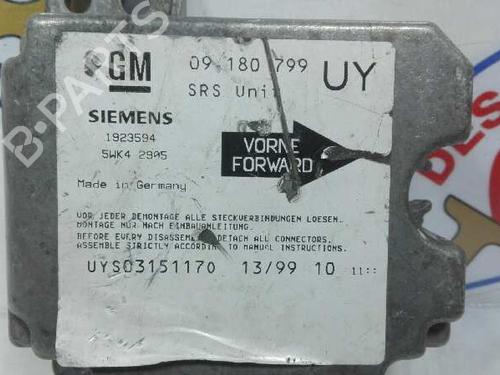 GM 09 180 799 UY
SRS Unit
SIEMENS
1923594
5WK4 2905
VORNE
FORWARD
Made in Germany
VOR JEDER DEMONTAGE ALLE STECKVERBINDUNGEN LOESEN.
MONTAGE NUR NACH EINBAUANLEITUNG.
BEFORE EVERY DISASSEMBLY DETACH ALL CONNECTORS.
ASSEMBLE STRICTLY ACCORDING TO MANUAL INSTRUCTIONS.
UYS03151170 13/99 10
B-PARTS